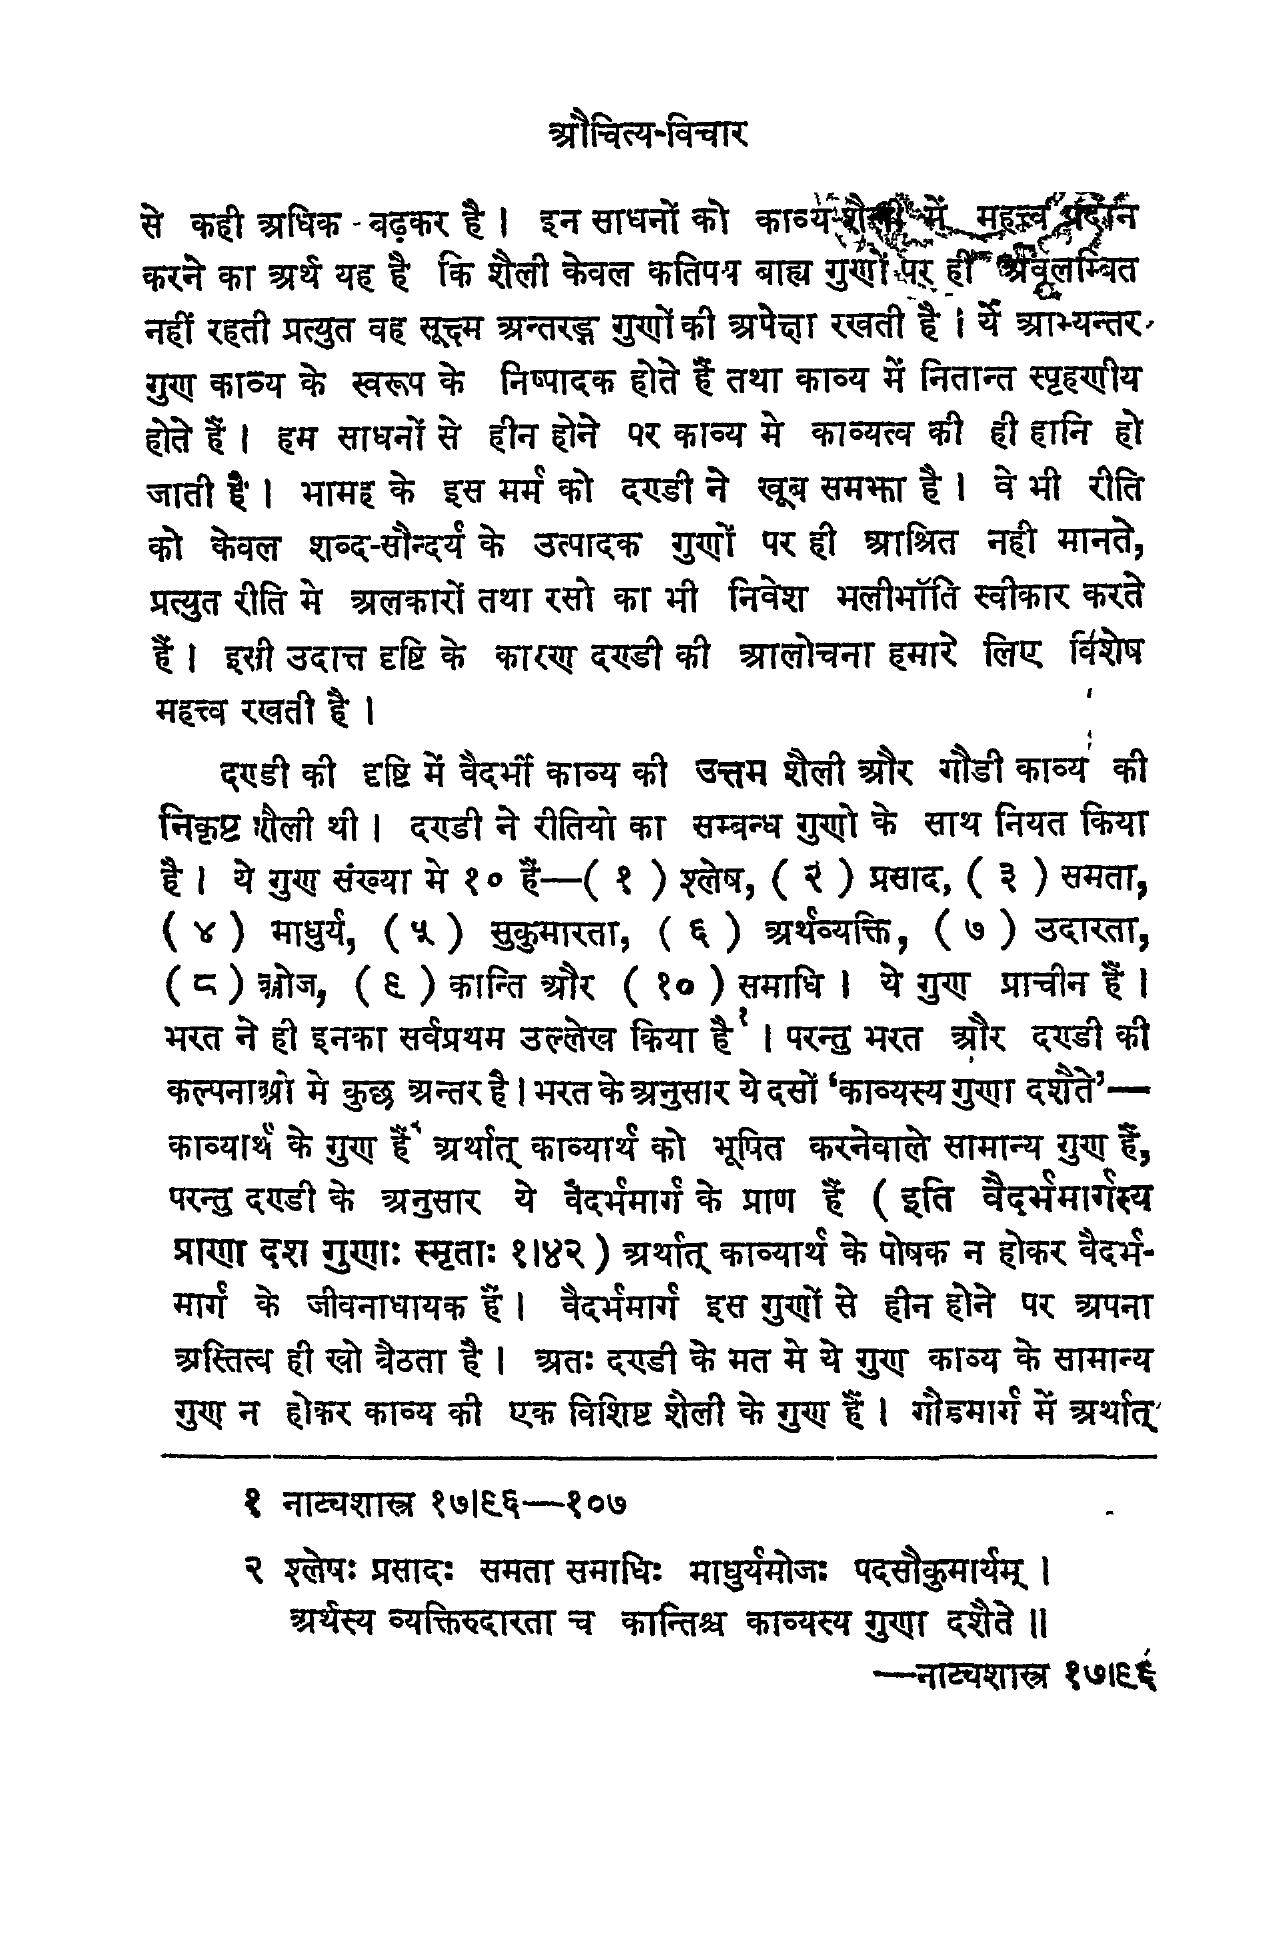 औचित्य-विचार
से कही अधिक - बढ़कर है । इन साधनों को काव्य शैली में महत्त्व प्रदान
करने का अर्थ यह है कि शैली केवल कतिपय बाह्य गुणों पर ही अवलम्बित
नहीं रहती प्रत्युत वह सूक्ष्म अन्तरङ्ग गुणों की अपेक्षा रखती है । ये आभ्यन्तर
गुण काव्य के स्वरूप के निष्पादक होते हैं तथा काव्य में नितान्त स्पृहणीय
होते हैं । हम साधनों से हीन होने पर काव्य मे काव्यत्व की ही हानि हो
जाती है । भामह के इस मर्म को दण्डी ने खूब समझा है । वे भी रीति
को केवल शब्द-सौन्दर्य के उत्पादक गुणों पर ही आश्रित नही मानते,
प्रत्युत रीति मे अलकारों तथा रसो का भी निवेश भलीभॉति स्वीकार करते
हैं । इसी उदात्त दृष्टि के कारण दण्डी की आलोचना हमारे लिए विशेष
महत्त्व रखती है ।
दण्डी की दृष्टि में वैदर्भी काव्य की उत्तम शैली और गौडी काव्य की
निकृष्ट शैली थी । दण्डी ने रीतियो का सम्बन्ध गुणो के साथ नियत किया
है । ये गुण संख्या मे १० हैं—( १ ) श्लेष, ( २ ) प्रसाद, ( ३ ) समता,
( ४ ) माधुर्य, ( ५ ) सुकुमारता, ( ६ ) अर्थव्यक्ति, ( ७ ) उदारता,
( ८ ) ओज, ( ९ ) कान्ति और ( १० ) समाधि । ये गुण प्राचीन हैं ।
भरत ने ही इनका सर्वप्रथम उल्लेख किया है१ । परन्तु भरत और दण्डी की
कल्पनाओ मे कुछ अन्तर है । भरत के अनुसार ये दसों ‘काव्यस्य गुणा दशैते’—
काव्यार्थ के गुण हैं अर्थात् काव्यार्थ को भूषित करनेवाले सामान्य गुण हैं,
परन्तु दण्डी के अनुसार ये वैदर्भमार्ग के प्राण हैं ( इति वैदर्भमार्गस्य
प्राणा दश गुणाः स्मृताः १।४२ ) अर्थात् काव्यार्थ के पोषक न होकर वैदर्भ-
मार्ग के जीवनाधायक हैं । वैदर्भमार्ग इस गुणों से हीन होने पर अपना
अस्तित्व ही खो बैठता है । अतः दण्डी के मत मे ये गुण काव्य के सामान्य
गुण न होकर काव्य की एक विशिष्ट शैली के गुण हैं । गौडमार्ग में अर्थात्
१ नाट्यशास्त्र १७।९६—१०७
२ श्लेषः प्रसादः समता समाधिः माधुर्यमोजः पदसौकुमार्यम् ।
अर्थस्य व्यक्तिरुदारता च कान्तिश्च काव्यस्य गुणा दशैते ॥
—नाट्यशास्त्र १७।९६